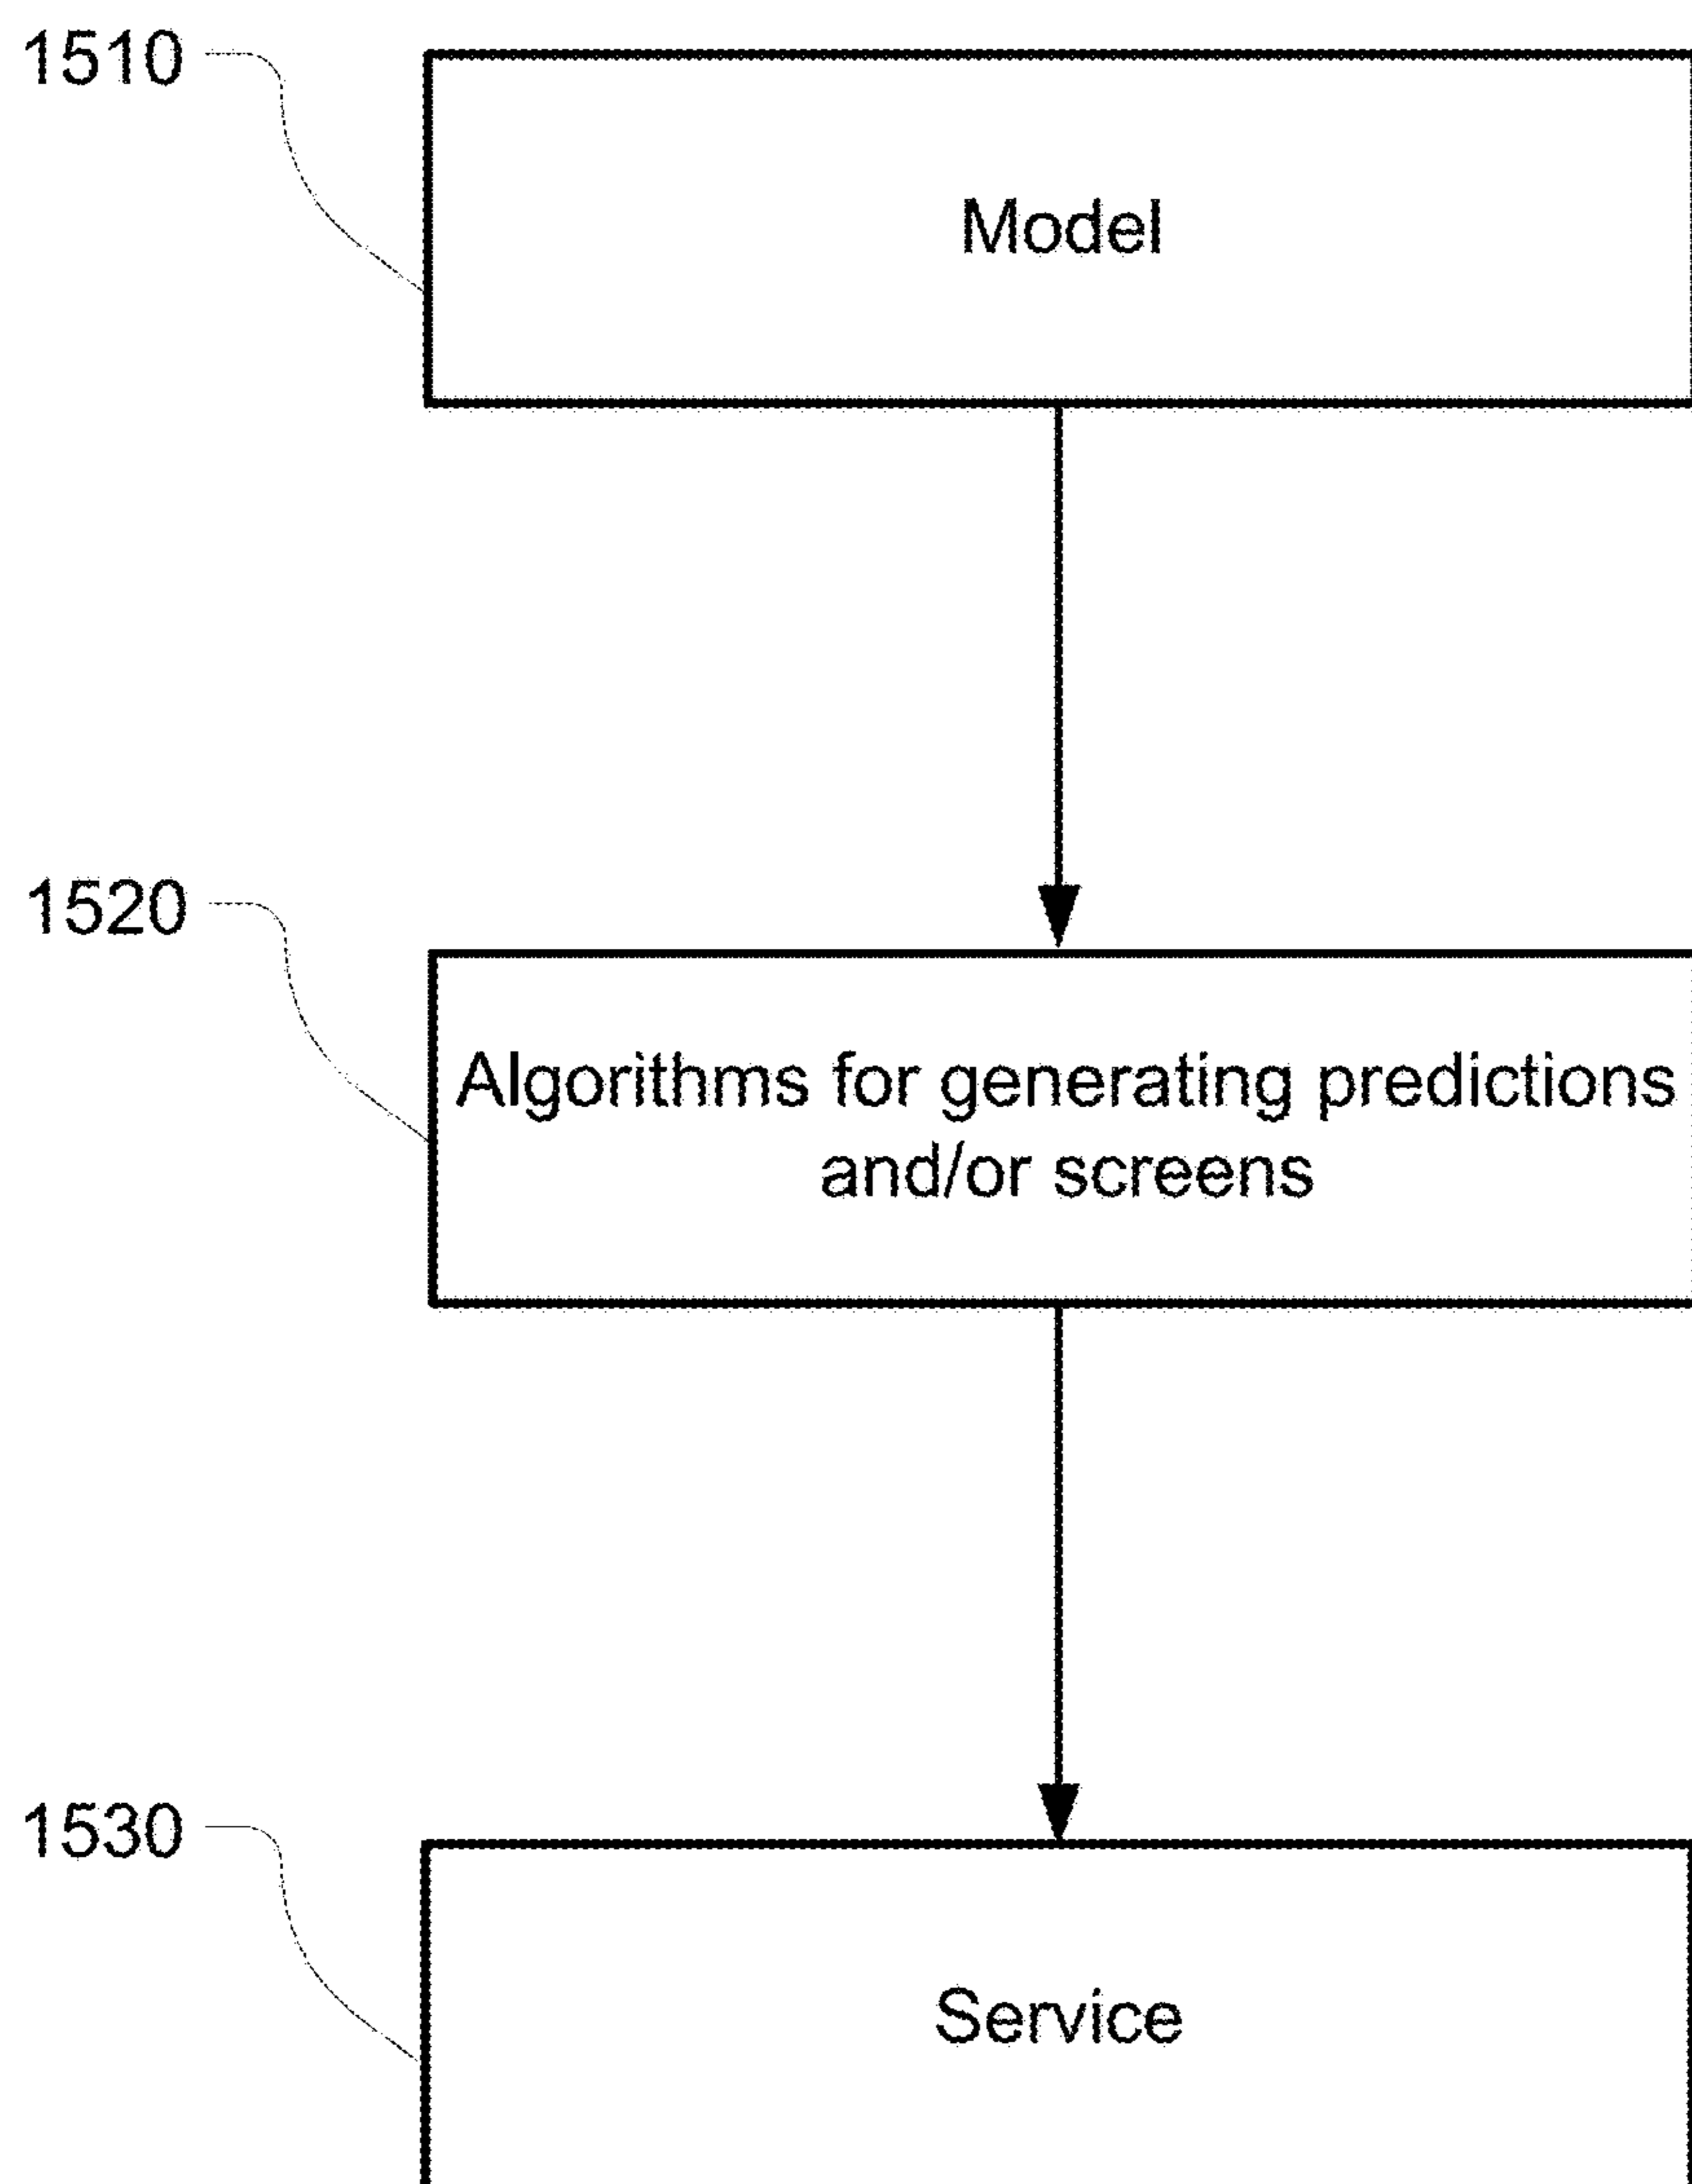 1510
Model
1520
Algorithms for generating predictions
and/or screens
1530
Service